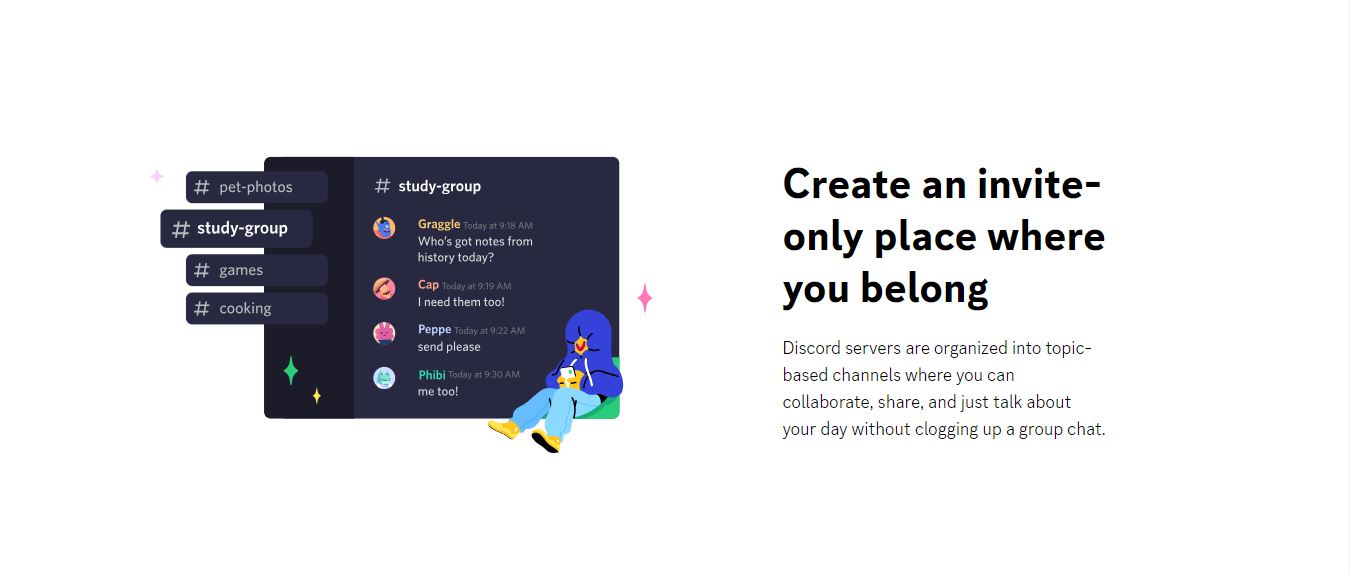 # pet-photos
# study-group
# games
# cooking
# study-group
Graggle Today at 9:18 AM
Who's got notes from
history today?
Cap Today at 9:19 AM
I need them too!
Peppe Today at 9:22 AM
send please
Phibi Today at 9:30 AM
me too!
Create an invite-
only place where
you belong
Discord servers are organized into topic-
based channels where you can
collaborate, share, and just talk about
your day without clogging up a group chat.